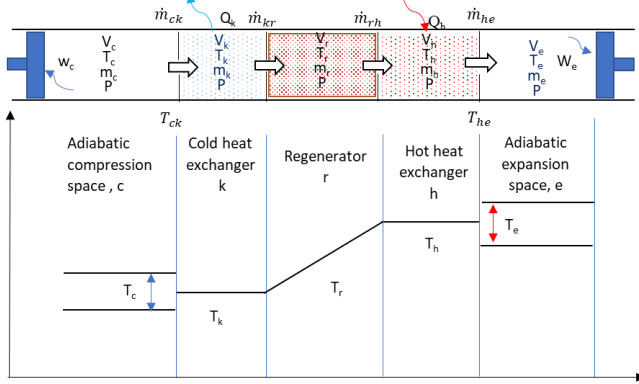 ṁck Qk ṁkr ṁrh Qh ṁhe
Wc
Vc
Tc
mc
P
Vk
Tk
mk
P
Vr
Tr
mr
P
Vh
Th
mh
P
Ve
Te
me
P
We
Tck The
Adiabatic
compression
space , c
Cold heat
exchanger
k
Regenerator
r
Hot heat
exchanger
h
Adiabatic
expansion
space, e
Tc
Tk
Tr
Th
Te